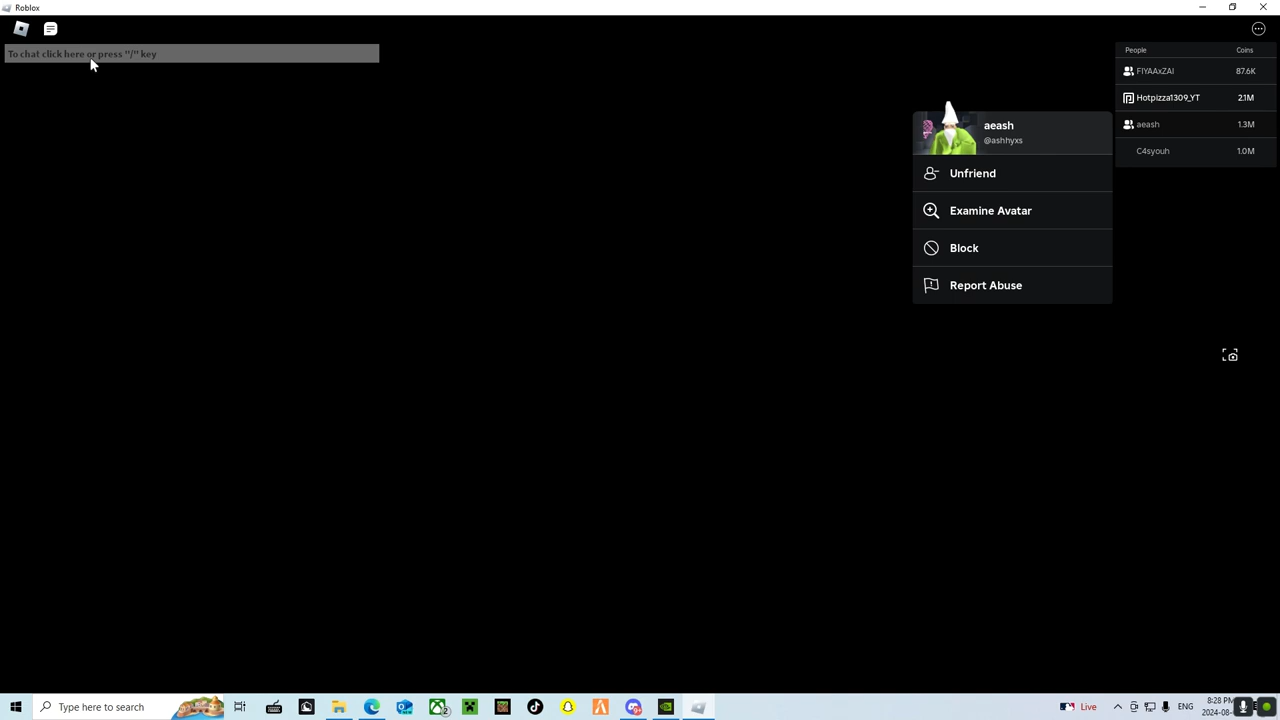 Roblox
To chat click here or press "/" key
People Coins
FIYAAxZAI 87.6K
Hotpizza1309_YT 2.1M
aeash 1.3M
C4syouh 1.0M
aeash
@ashhyxs
Unfriend
Examine Avatar
Block
Report Abuse
Type here to search
2
Live
ENG
8:28 PM
2024-08-